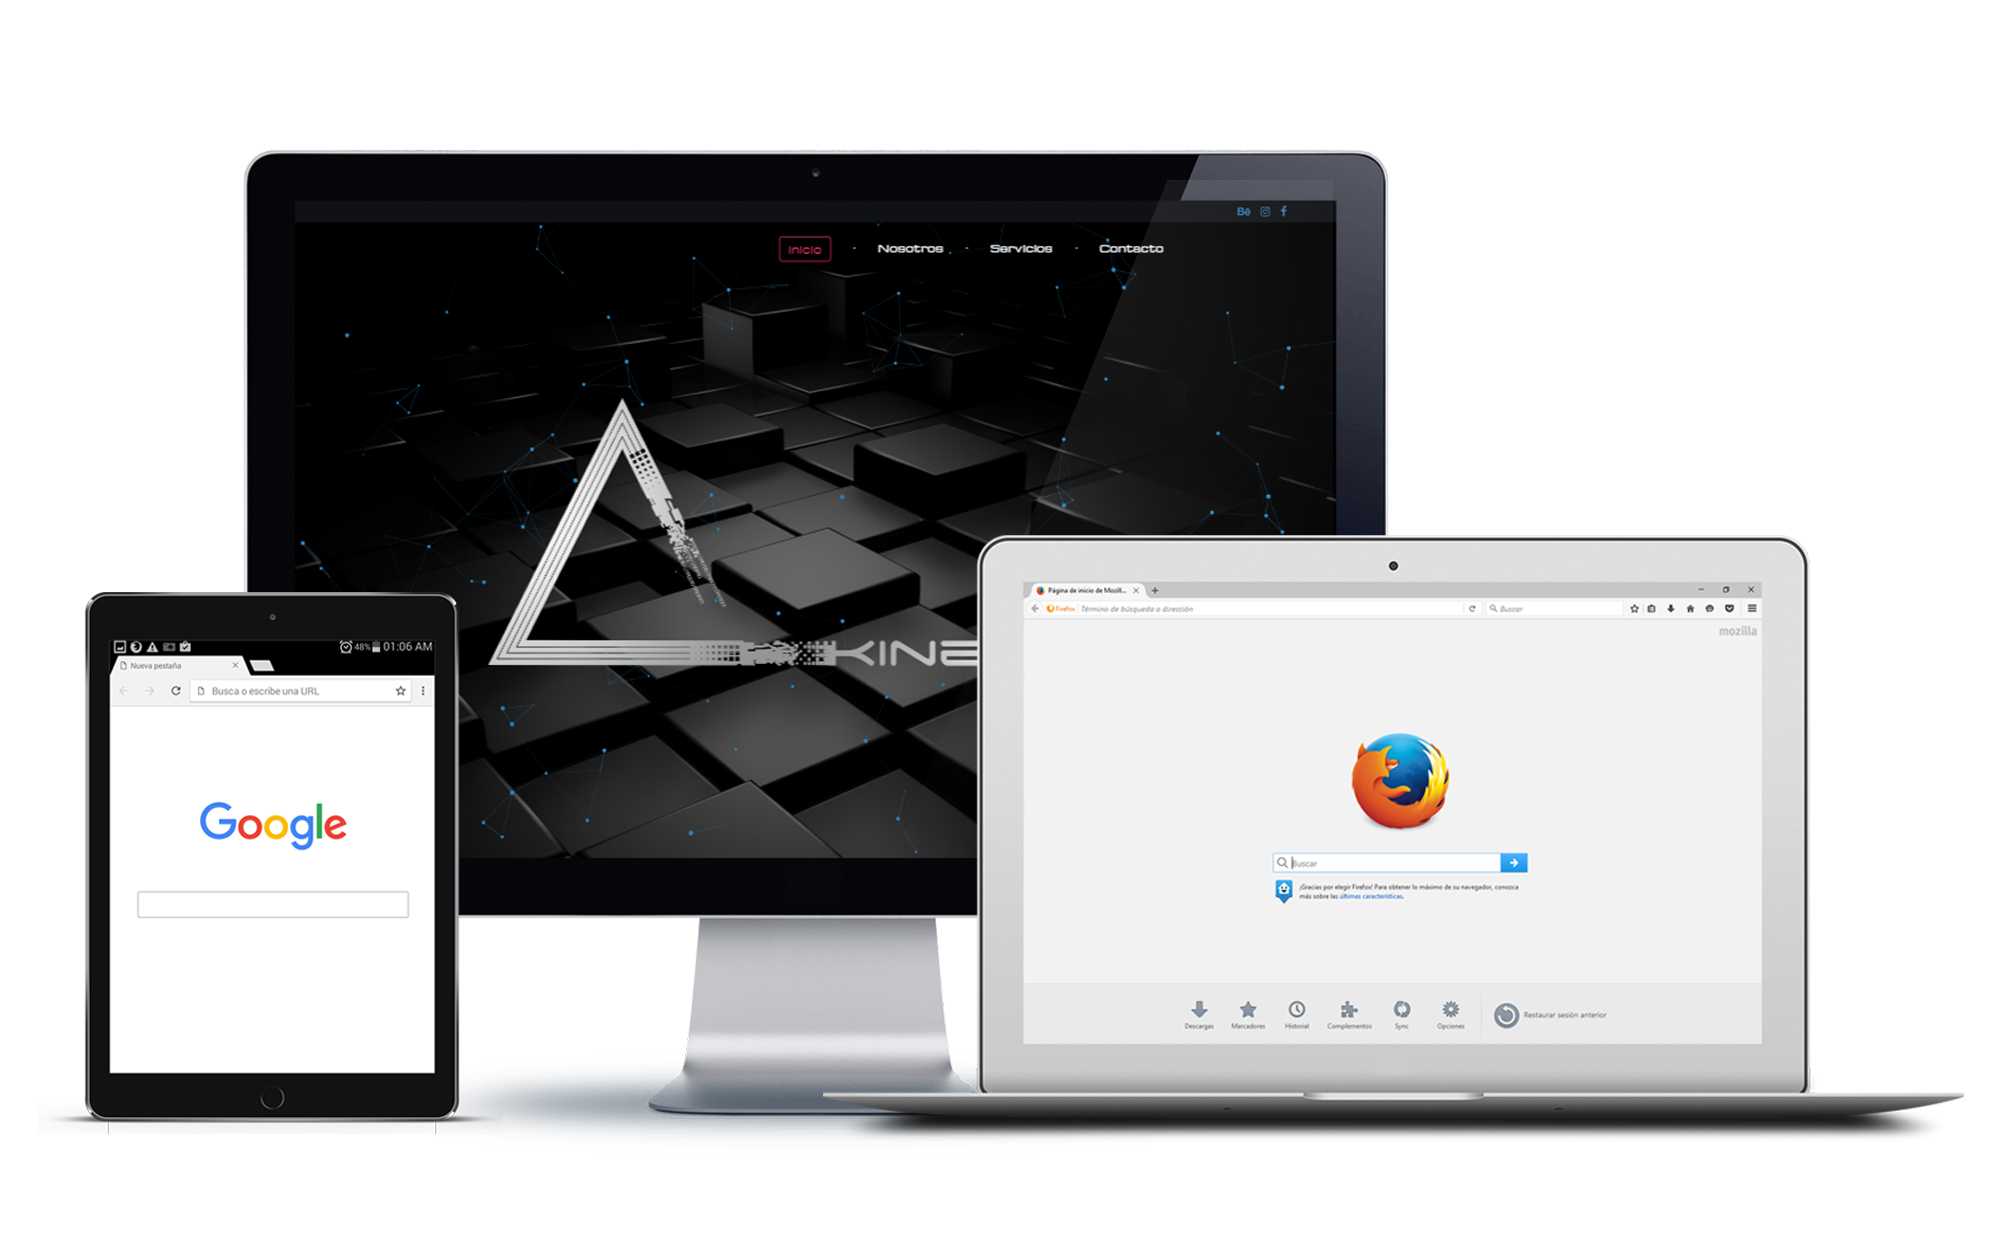 Bē
Inicio · Nosotros · Servicios · Contacto
KINE
48% 01:06 AM
Nueva pestaña
Busca o escribe una URL
Google
Página de inicio de Mozill...
Firefox Término de búsqueda o dirección
Buscar
mozilla
Buscar
¡Gracias por elegir Firefox! Para obtener lo máximo de su navegador, conozca
más sobre las últimas características.
Descargas Marcadores Historial Complementos Sync Opciones
Restaurar sesión anterior